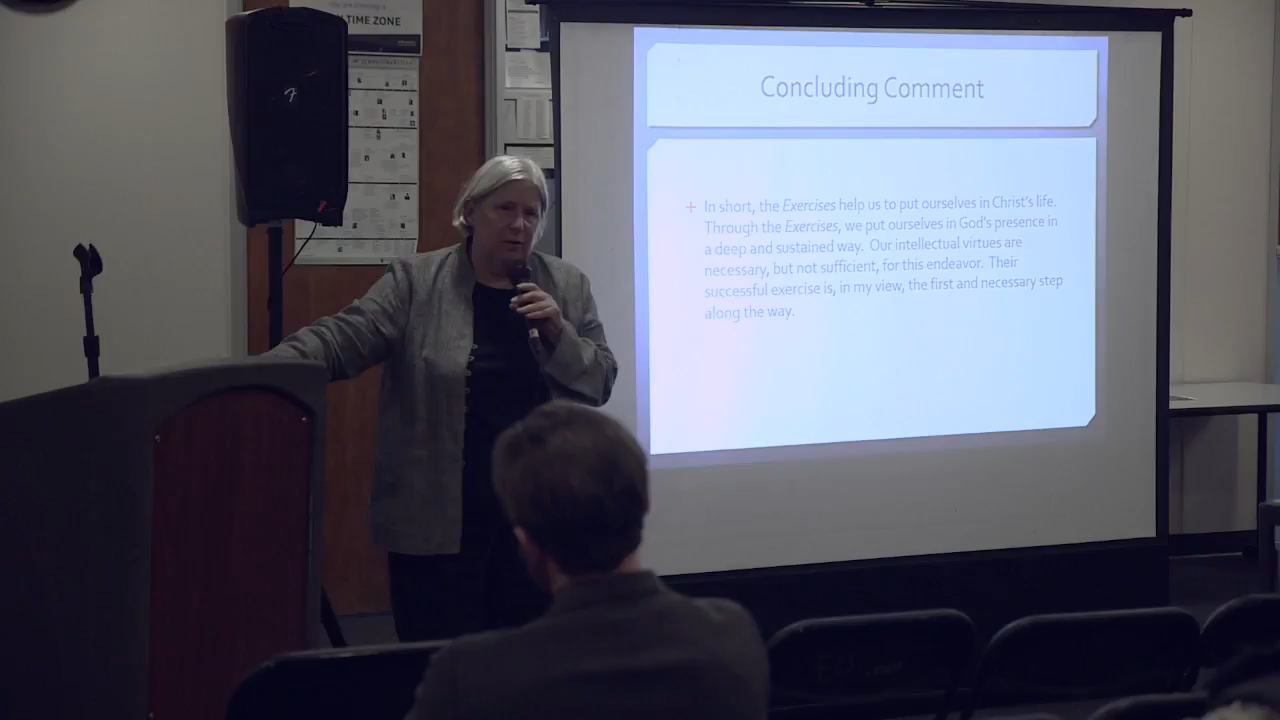 TIME ZONE
Concluding Comment
+ In short, the Exercises help us to put ourselves in Christ's life.
Through the Exercises, we put ourselves in God's presence in
a deep and sustained way. Our intellectual virtues are
necessary, but not sufficient, for this endeavor. Their
successful exercise is, in my view, the first and necessary step
along the way.